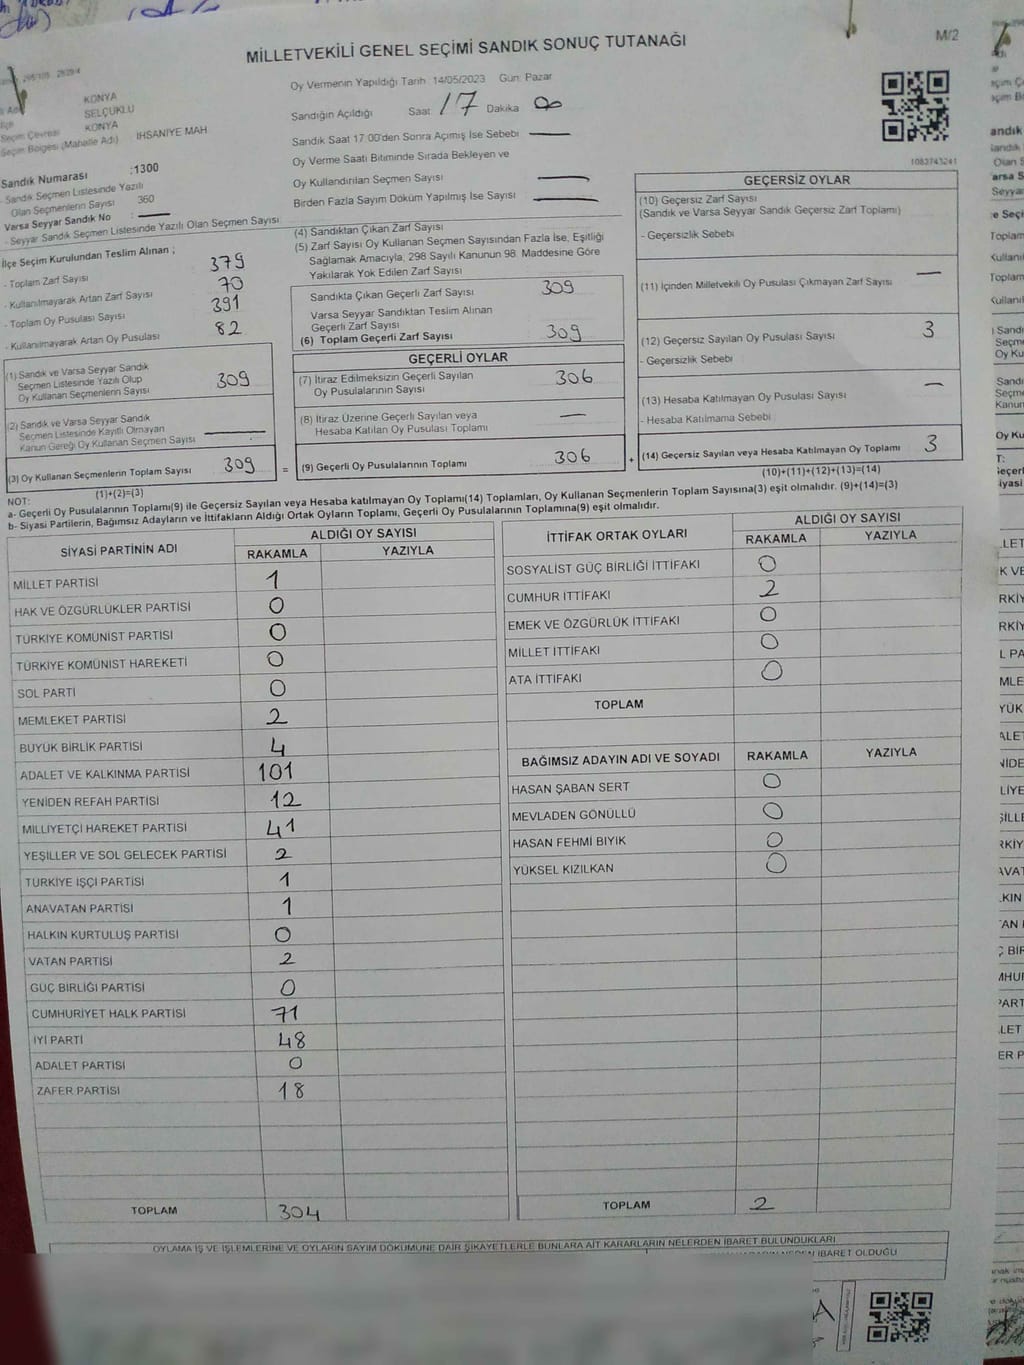 MİLLETVEKİLİ GENEL SEÇİMİ SANDIK SONUÇ TUTANAĞI
M/2
Oy Vermenin Yapıldığı Tarih 14/05/2023 Gün: Pazar
KONYA
SELÇUKLU
Seçim Çevresi KONYA
Seçim Bölgesi (Mahalle Adı) IHSANİYE MAH
Sandık Numarası :1300
- Sandık Seçmen Listesinde Yazılı
Olan Seçmenlerin Sayısı 360
Varsa Seyyar Sandık No : —
- Seyyar Sandık Seçmen Listesinde Yazılı Olan Seçmen Sayısı
Sandığın Açıldığı Saat 17 Dakika 00
Sandık Saat 17:00'den Sonra Açımış İse Sebebi —
Oy Verme Saati Bitiminde Sırada Bekleyen ve
Oy Kullandırılan Seçmen Sayısı —
Birden Fazla Sayım Döküm Yapılmış İse Sayısı —
1083743241
İlçe Seçim Kurulundan Teslim Alınan ;
- Toplam Zarf Sayısı 379
- Kullanılmayarak Artan Zarf Sayısı 70
- Toplam Oy Pusulası Sayısı 391
- Kullanılmayarak Artan Oy Pusulası 82
(1) Sandık ve Varsa Seyyar Sandık
Seçmen Listesinde Yazılı Olup
Oy Kullanan Seçmenlerin Sayısı 309
(2) Sandık ve Varsa Seyyar Sandık
Seçmen Listesinde Kayıtlı Olmayan
Kanun Gereği Oy Kullanan Seçmen Sayısı —
(3) Oy Kullanan Seçmenlerin Toplam Sayısı 309
(1)+(2)=(3)
(4) Sandıktan Çıkan Zarf Sayısı
(5) Zarf Sayısı Oy Kullanan Seçmen Sayısından Fazla İse, Eşitliği
Sağlamak Amacıyla, 298 Sayılı Kanunun 98. Maddesine Göre
Yakılarak Yok Edilen Zarf Sayısı
Sandıkta Çıkan Geçerli Zarf Sayısı 309
Varsa Seyyar Sandıktan Teslim Alınan
Geçerli Zarf Sayısı
(6) Toplam Geçerli Zarf Sayısı 309
GEÇERLİ OYLAR
(7) İtiraz Edilmeksizin Geçerli Sayılan
Oy Pusulalarının Sayısı 306
(8) İtiraz Üzerine Geçerli Sayılan veya
Hesaba Katılan Oy Pusulası Toplamı —
= (9) Geçerli Oy Pusulalarının Toplamı 306
GEÇERSİZ OYLAR
(10) Geçersiz Zarf Sayısı
(Sandık ve Varsa Seyyar Sandık Geçersiz Zarf Toplamı)
- Geçersizlik Sebebi
(11) İçinden Milletvekili Oy Pusulası Çıkmayan Zarf Sayısı —
(12) Geçersiz Sayılan Oy Pusulası Sayısı 3
- Geçersizlik Sebebi
(13) Hesaba Katılmayan Oy Pusulası Sayısı —
- Hesaba Katılmama Sebebi
+ (14) Geçersiz Sayılan veya Hesaba Katılmayan Oy Toplamı 3
(10)+(11)+(12)+(13)=(14)
NOT:
a- Geçerli Oy Pusulalarının Toplamı(9) ile Geçersiz Sayılan veya Hesaba katılmayan Oy Toplamı(14) Toplamları, Oy Kullanan Seçmenlerin Toplam Sayısına(3) eşit olmalıdır. (9)+(14)=(3)
b- Siyasi Partilerin, Bağımsız Adayların ve İttifakların Aldığı Ortak Oyların Toplamı, Geçerli Oy Pusulalarının Toplamına(9) eşit olmalıdır.
SİYASİ PARTİNİN ADI ALDIĞI OY SAYISI
RAKAMLA YAZIYLA
MİLLET PARTİSİ 1
HAK VE ÖZGÜRLÜKLER PARTİSİ 0
TÜRKİYE KOMÜNİST PARTİSİ 0
TÜRKİYE KOMÜNİST HAREKETİ 0
SOL PARTİ 0
MEMLEKET PARTİSİ 2
BÜYÜK BİRLİK PARTİSİ 4
ADALET VE KALKINMA PARTİSİ 101
YENİDEN REFAH PARTİSİ 12
MİLLİYETÇİ HAREKET PARTİSİ 41
YEŞİLLER VE SOL GELECEK PARTİSİ 2
TÜRKİYE İŞÇİ PARTİSİ 1
ANAVATAN PARTİSİ 1
HALKIN KURTULUŞ PARTİSİ 0
VATAN PARTİSİ 2
GÜÇ BİRLİĞİ PARTİSİ 0
CUMHURİYET HALK PARTİSİ 71
İYİ PARTİ 48
ADALET PARTİSİ 0
ZAFER PARTİSİ 18
TOPLAM 304
İTTİFAK ORTAK OYLARI ALDIĞI OY SAYISI
RAKAMLA YAZIYLA
SOSYALİST GÜÇ BİRLİĞİ İTTİFAKI 0
CUMHUR İTTİFAKI 2
EMEK VE ÖZGÜRLÜK İTTİFAKI 0
MİLLET İTTİFAKI 0
ATA İTTİFAKI 0
TOPLAM
BAĞIMSIZ ADAYIN ADI VE SOYADI RAKAMLA YAZIYLA
HASAN ŞABAN SERT 0
MEVLADEN GÖNÜLLÜ 0
HASAN FEHMİ BIYIK 0
YÜKSEL KIZILKAN 0
TOPLAM 2
OYLAMA İŞ VE İŞLEMLERİNE VE OYLARIN SAYIM DÖKÜMÜNE DAİR ŞİKAYETLERLE BUNLARA AİT KARARLARIN NELERDEN İBARET BULUNDUKLARI
İBARET OLDUĞU